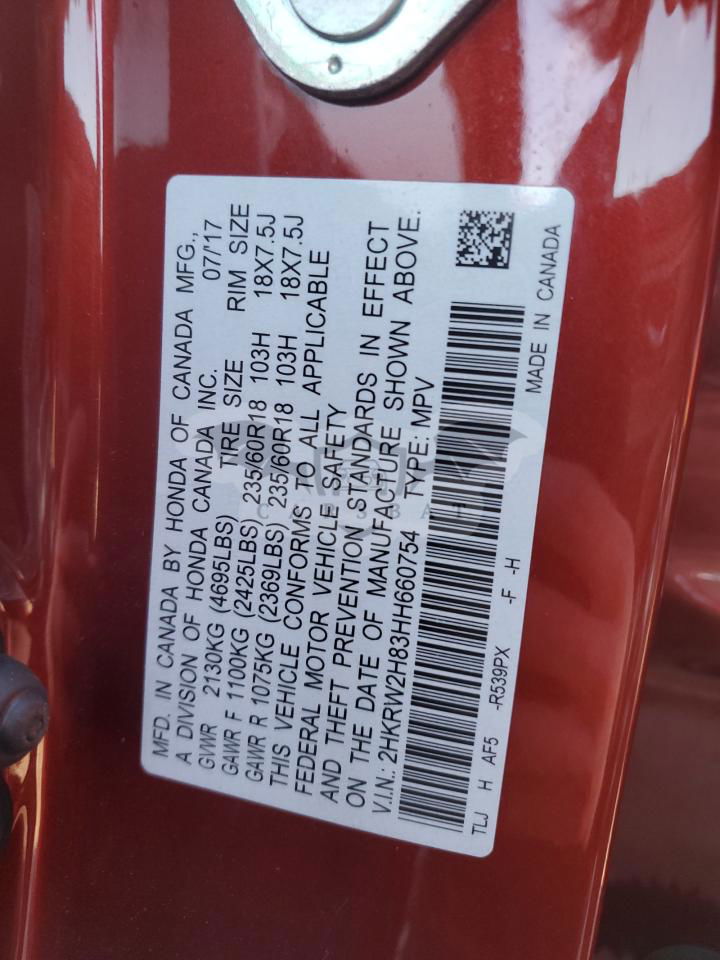 MFD. IN CANADA BY HONDA OF CANADA MFG.,
A DIVISION OF HONDA CANADA INC. 07/'17
GVWR 2130KG (4695LBS) TIRE SIZE RIM SIZE
GAWR F 1100KG (2425LBS) 235/60R18 103H 18X7.5J
GAWR R 1075KG (2369LBS) 235/60R18 103H 18X7.5J
THIS VEHICLE CONFORMS TO ALL APPLICABLE
FEDERAL MOTOR VEHICLE SAFETY
AND THEFT PREVENTION STANDARDS IN EFFECT
ON THE DATE OF MANUFACTURE SHOWN ABOVE.
V.I.N.: 2HKRW2H83HH660754 TYPE: MPV
TLJ H AF5 -R539PX -F -H
MADE IN CANADA